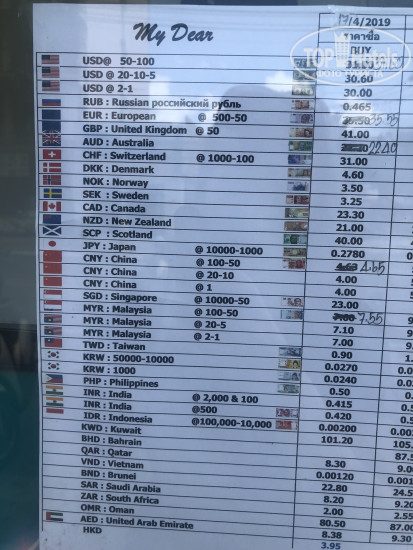 My Dear
17/4/2019
ราคาซื้อ
BUY
USD@ 50-100
USD@ 20-10-5 30.60
USD@ 2-1 30.00
RUB : Russian российский рубль 0.465
EUR : European @ 500-50 35.55
GBP : United Kingdom @ 50 41.00
AUD : Australia 22.40
CHF : Switzerland @ 1000-100 31.00
DKK : Denmark 4.60
NOK : Norway 3.50
SEK : Sweden 3.25
CAD : Canada 23.30
NZD : New Zealand 21.00
SCP : Scotland 40.00
JPY : Japan @ 10000-1000 0.2780
CNY : China @ 100-50 4.63 4.65
CNY : China @ 20-10 4.00
CNY : China @ 1 4.00
SGD : Singapore @ 10000-50 23.00
MYR : Malaysia @ 100-50 7.60 7.55
MYR : Malaysia @ 20-5 7.10
MYR : Malaysia @ 2-1 7.00
TWD : Taiwan 0.90
KRW : 50000-10000 0.0270
KRW : 1000 0.0240
PHP : Philippines 0.50
INR : India @ 2,000 & 100 0.415
INR : India @500 0.420
IDR : Indonesia @100,000-10,000 0.00200
KWD : Kuwait 101.20
BHD : Bahrain
QAR : Qatar 8.30
VND : Vietnam 0.00120
BND : Brunei 22.80
SAR : Saudi Arabia 8.20
ZAR : South Africa 2.00
OMR : Oman 80.50
AED : United Arab Emirate 8.38
HKD 3.95